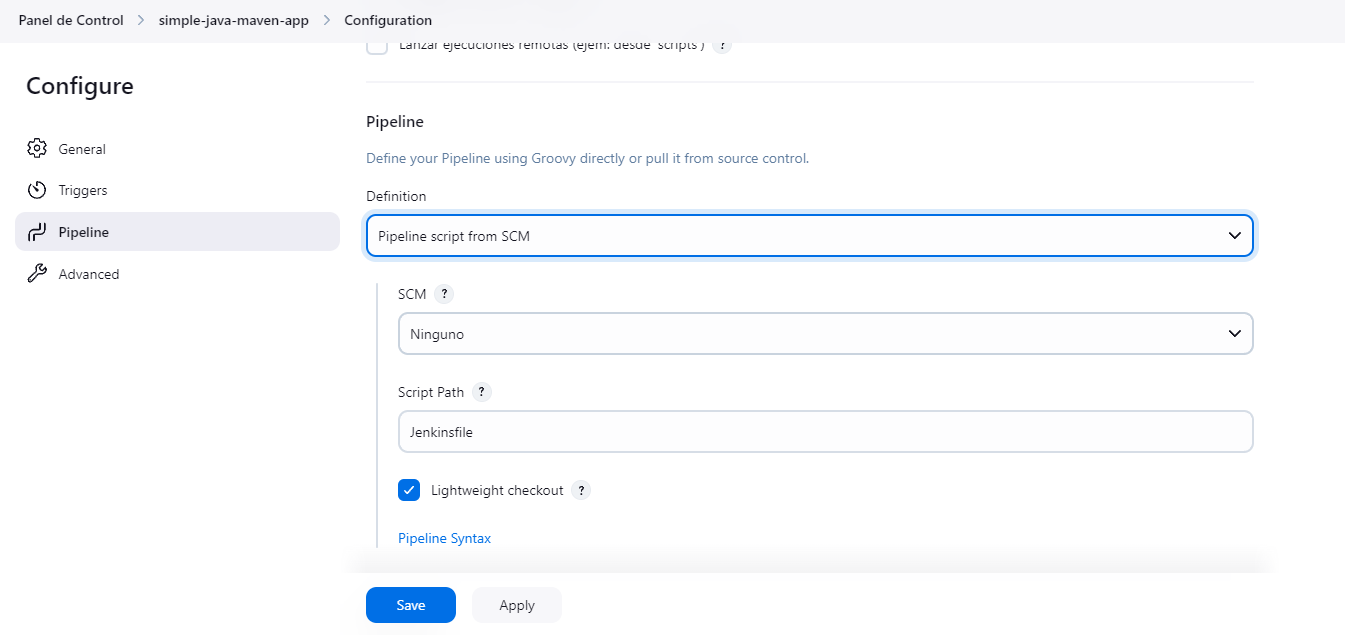 Panel de Control > simple-java-maven-app > Configuration
Lanzar ejecuciones remotas (ejem: desde 'scripts') ?
Configure
General
Triggers
Pipeline
Advanced
Pipeline
Define your Pipeline using Groovy directly or pull it from source control.
Definition
Pipeline script from SCM
SCM ?
Ninguno
Script Path ?
Jenkinsfile
Lightweight checkout ?
Pipeline Syntax
Save
Apply